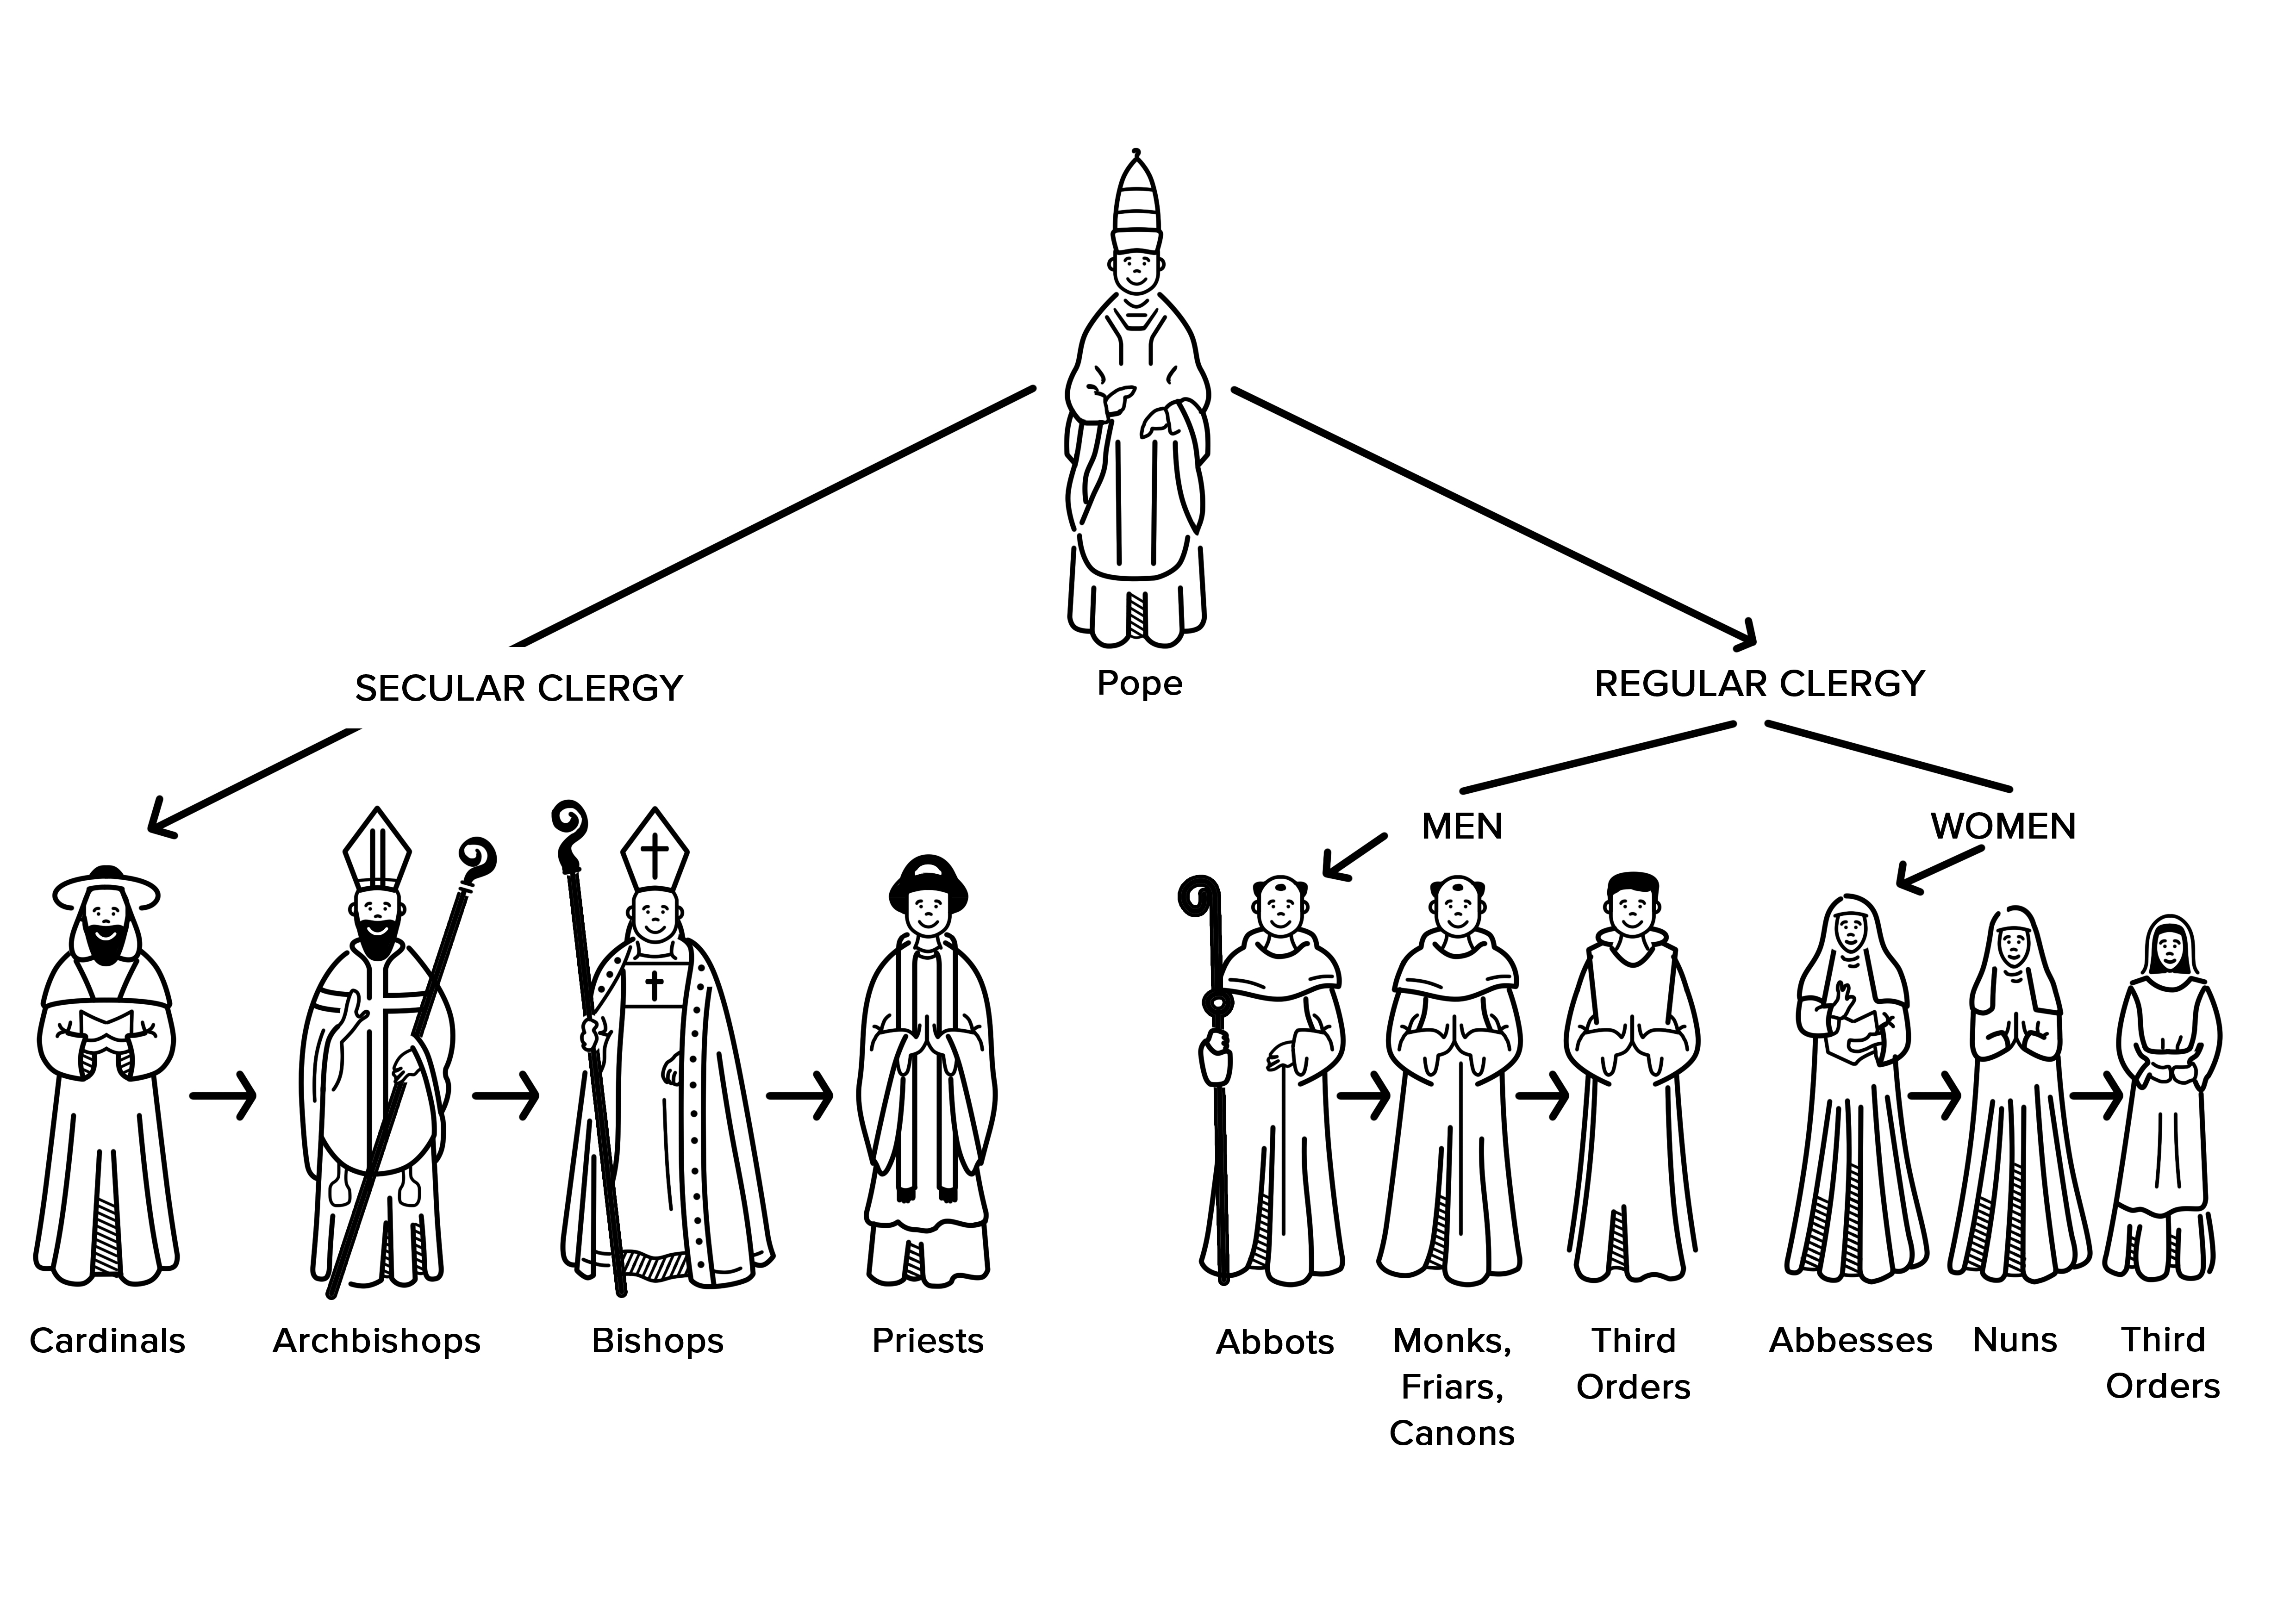 Pope
SECULAR CLERGY
REGULAR CLERGY
MEN
WOMEN
Cardinals
Archbishops
Bishops
Priests
Abbots
Monks,
Friars,
Canons
Third
Orders
Abbesses
Nuns
Third
Orders